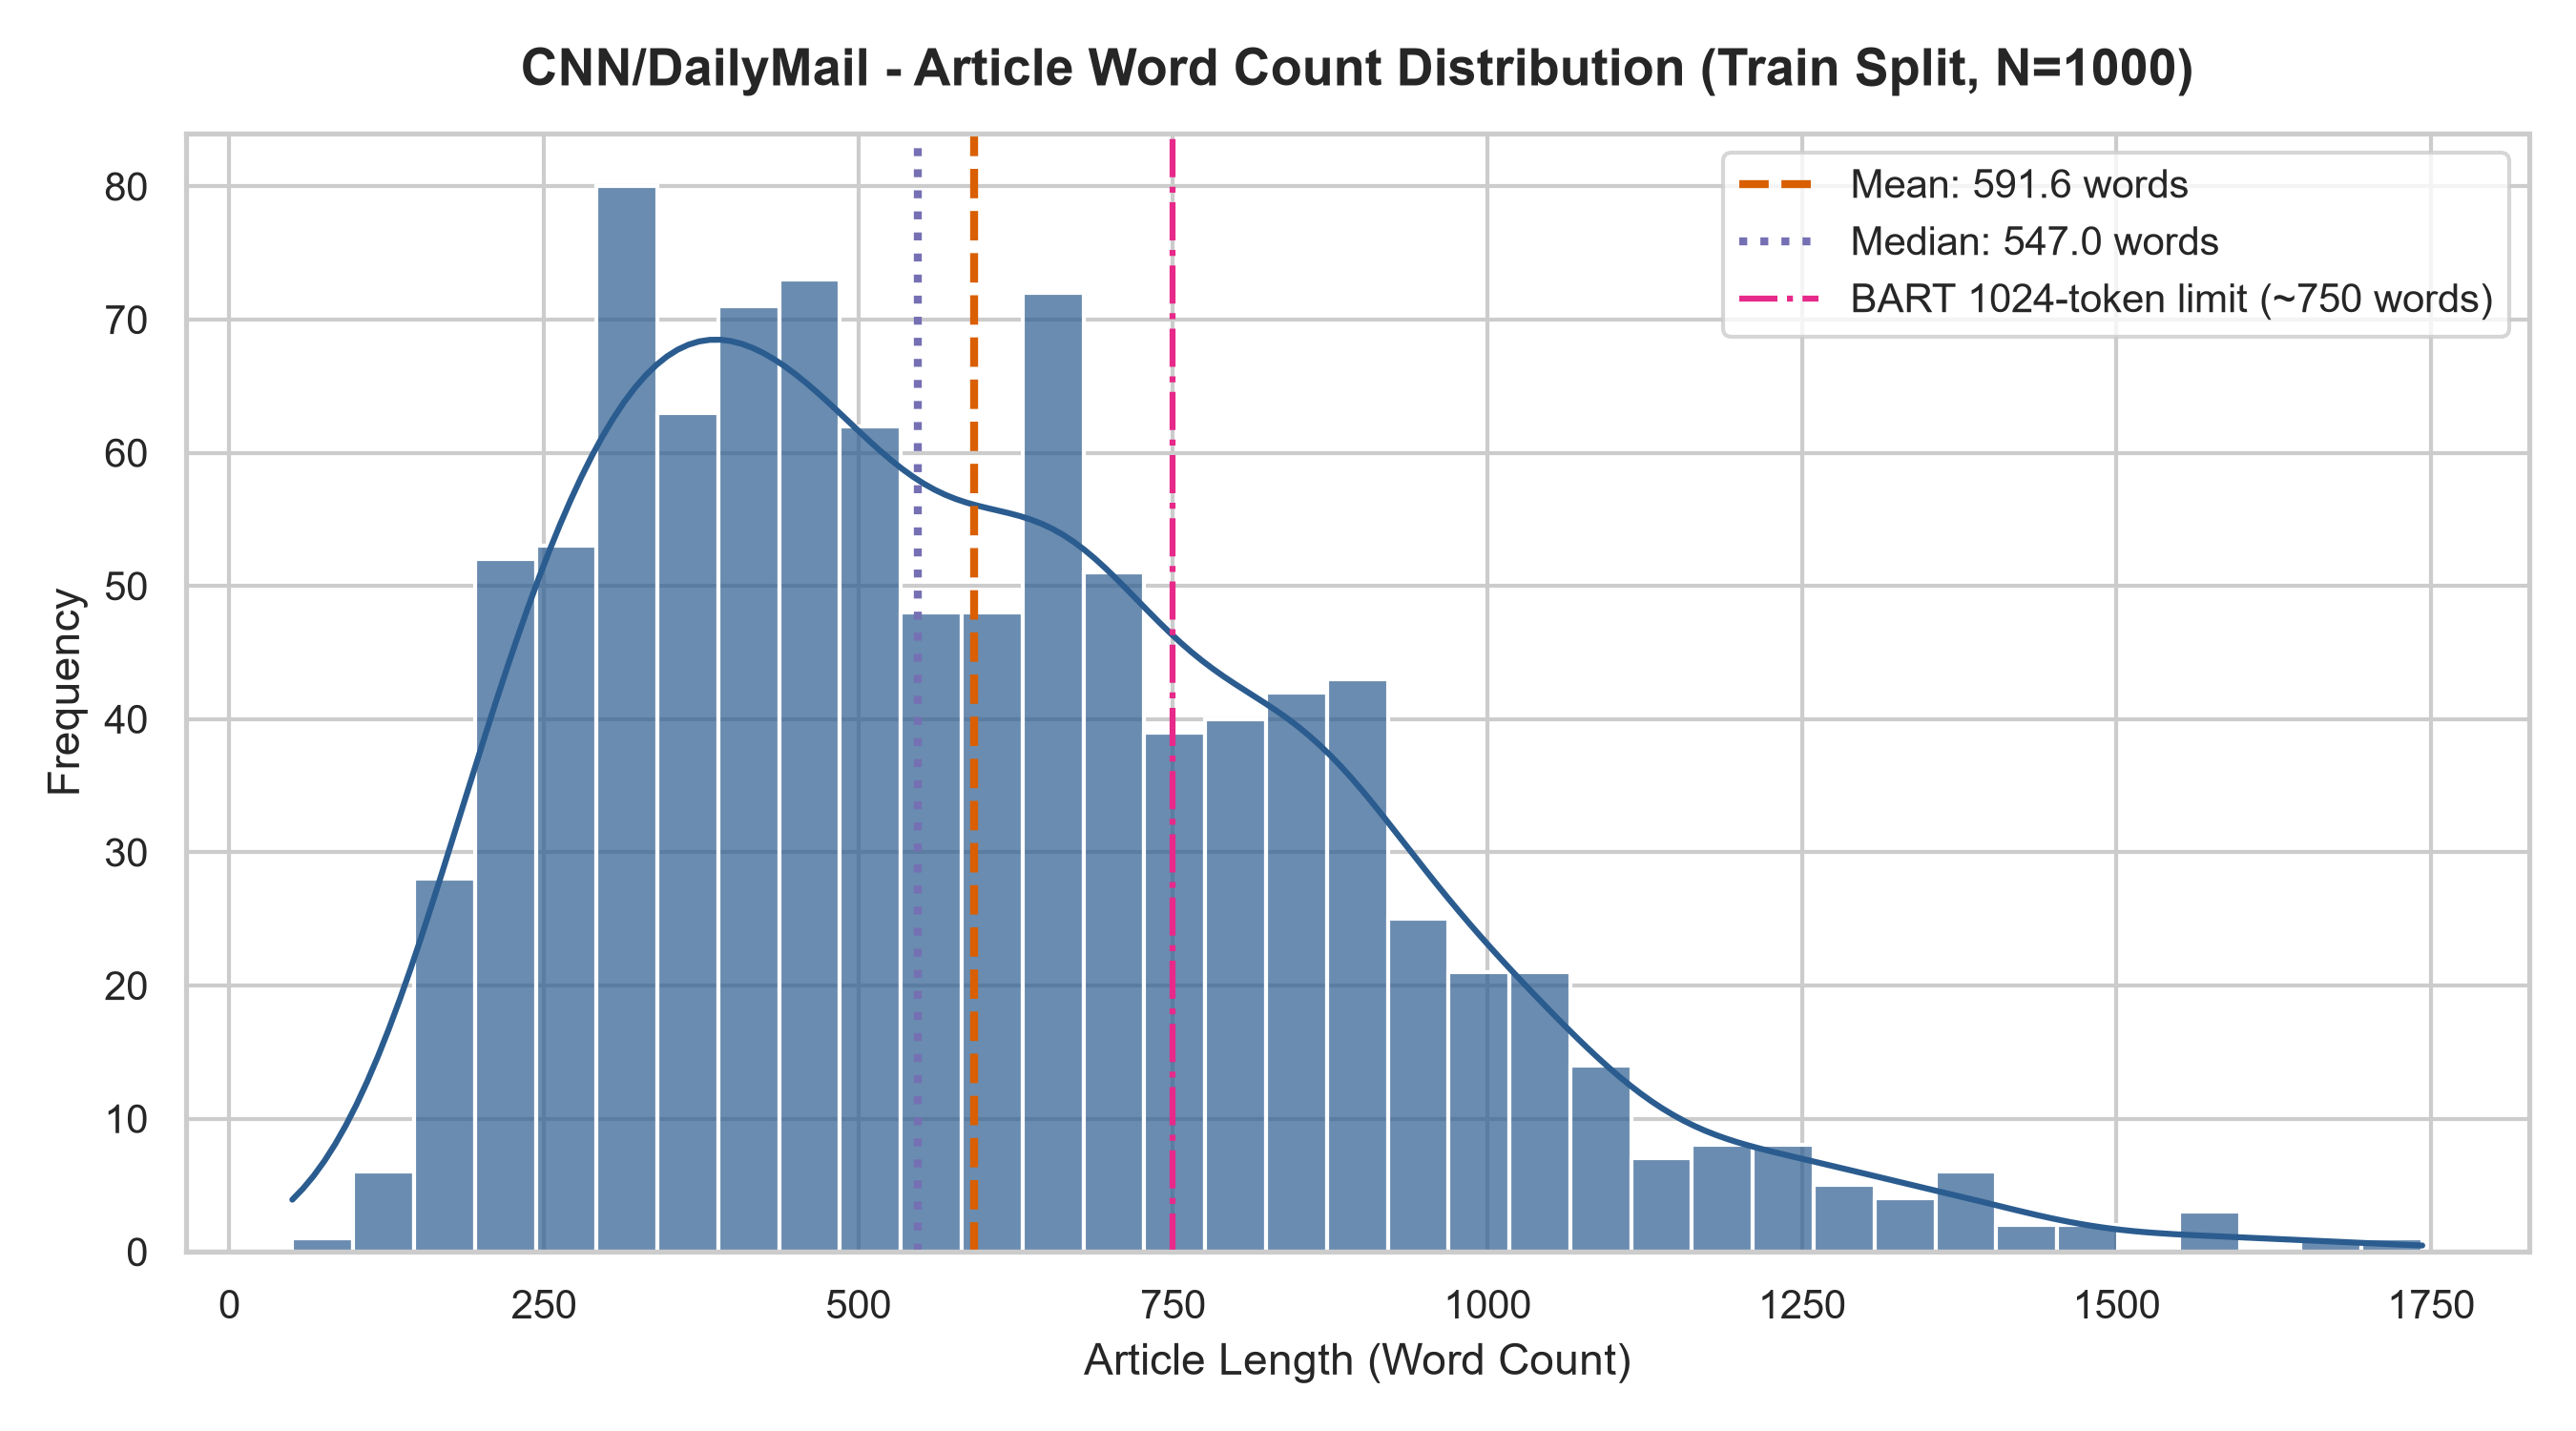 CNN/DailyMail - Article Word Count Distribution (Train Split, N=1000)
Mean: 591.6 words
Median: 547.0 words
BART 1024-token limit (~750 words)
80
70
60
50
40
30
20
10
0
Frequency
0 250 500 750 1000 1250 1500 1750
Article Length (Word Count)